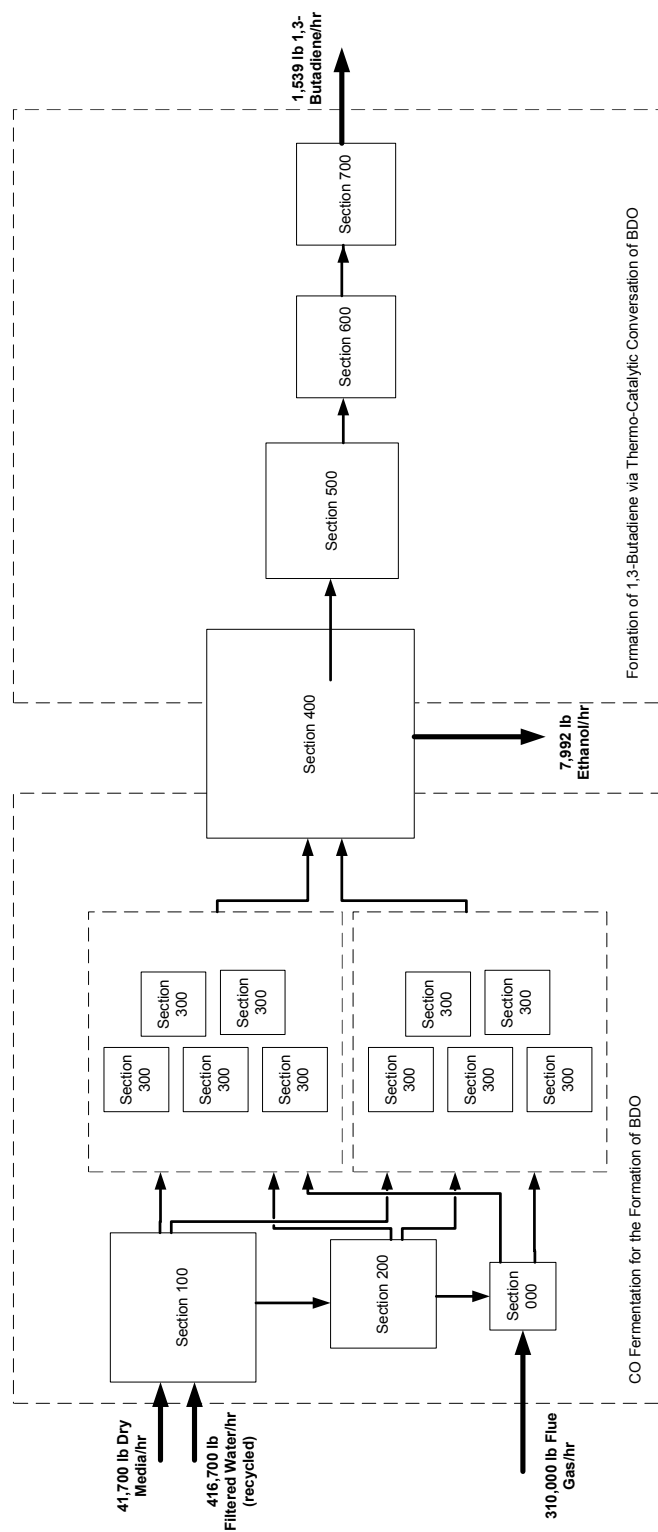 41,700 lb Dry
Media/hr
416,700 lb
Filtered Water/hr
(recycled)
310,000 lb Flue
Gas/hr
Section 100
Section 200
Section
000
Section
300
Section
300
Section
300
Section
300
Section
300
Section
300
Section
300
Section
300
Section
300
Section
300
CO Fermentation for the Formation of BDO
Section 400
7,992 lb
Ethanol/hr
Section 500
Section 600
Section 700
1,539 lb 1,3-
Butadiene/hr
Formation of 1,3-Butadiene via Thermo-Catalytic Conversation of BDO